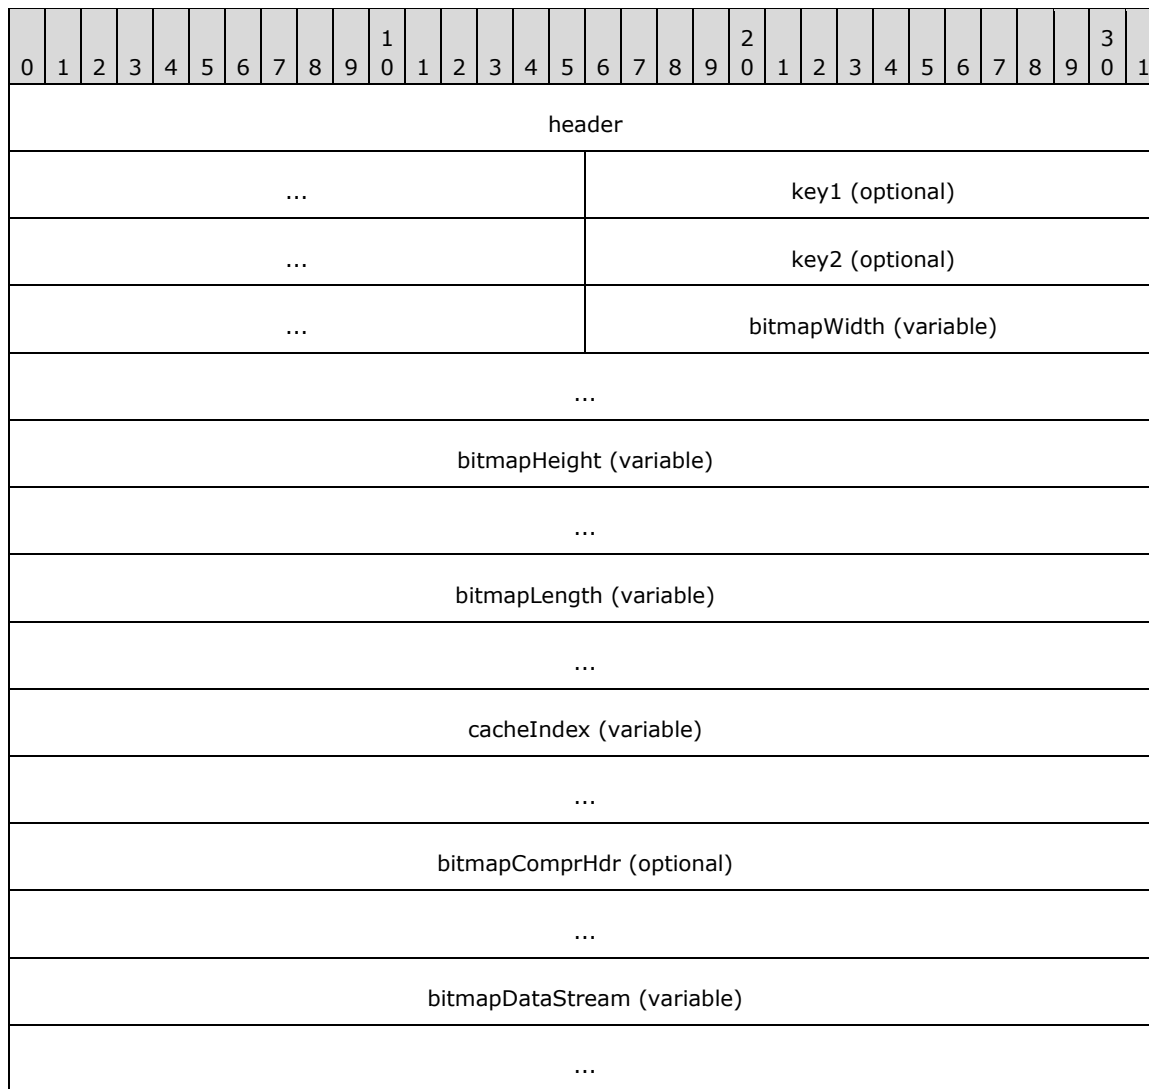 1 2 3
0 1 2 3 4 5 6 7 8 9 0 1 2 3 4 5 6 7 8 9 0 1 2 3 4 5 6 7 8 9 0 1
header
... key1 (optional)
... key2 (optional)
... bitmapWidth (variable)
...
bitmapHeight (variable)
...
bitmapLength (variable)
...
cacheIndex (variable)
...
bitmapComprHdr (optional)
...
bitmapDataStream (variable)
...